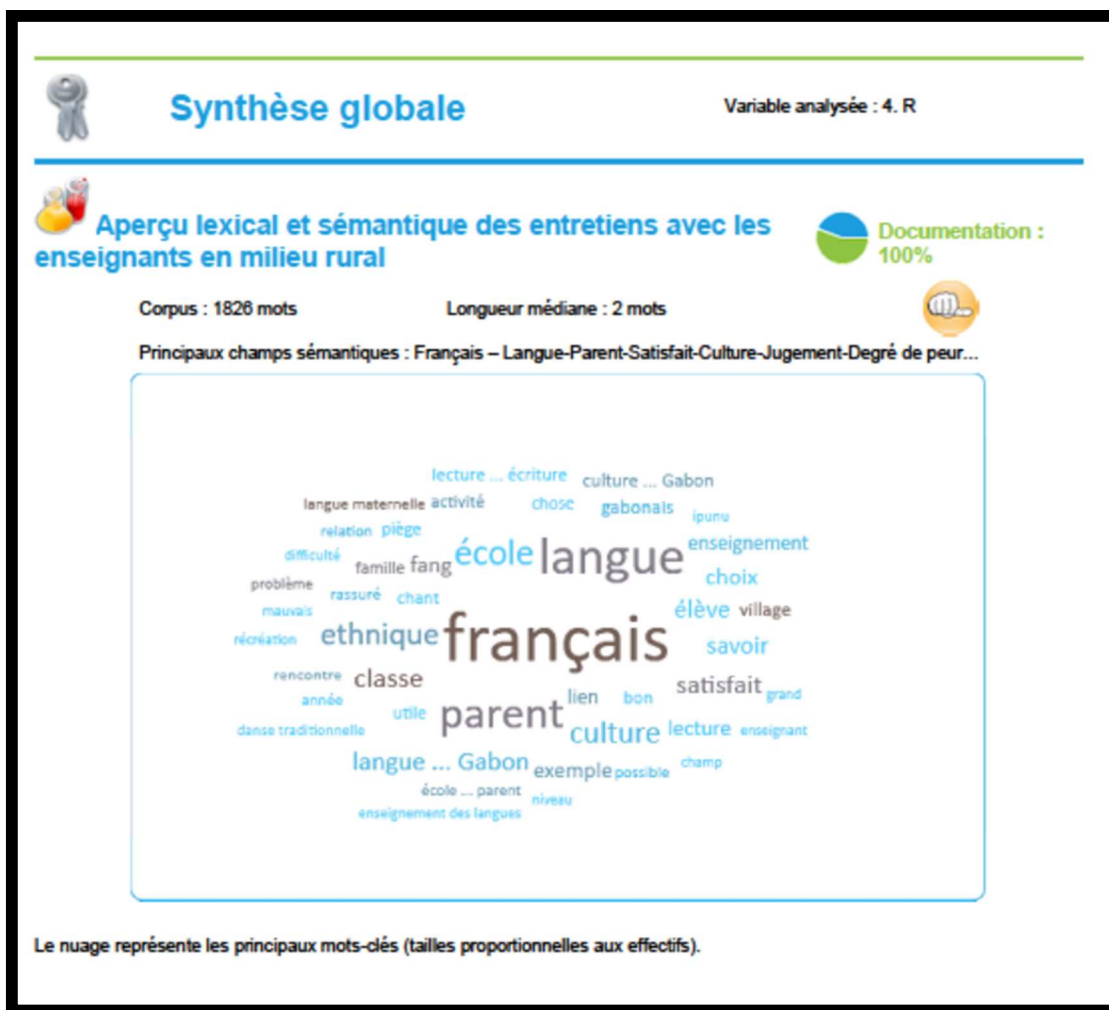 Synthèse globale
Variable analysée : 4. R
Aperçu lexical et sémantique des entretiens avec les
enseignants en milieu rural
Documentation :
100%
Corpus : 1826 mots
Longueur médiane : 2 mots
Principaux champs sémantiques : Français – Langue-Parent-Satisfait-Culture-Jugement-Degré de peur...
lecture ... écriture
culture ... Gabon
langue maternelle
activité
chose
gabonais
ipunu
relation
piège
école
langue
enseignement
difficulté
famille
fang
choix
problème
rassuré
chant
élève
village
mauvais
récréation
ethnique
français
savoir
rencontre
classe
satisfait
année
utile
parent
lien
bon
grand
danse traditionnelle
culture
lecture
enseignant
langue ... Gabon
exemple
possible
champ
école ... parent
niveau
enseignement des langues
Le nuage représente les principaux mots-clés (tailles proportionnelles aux effectifs).